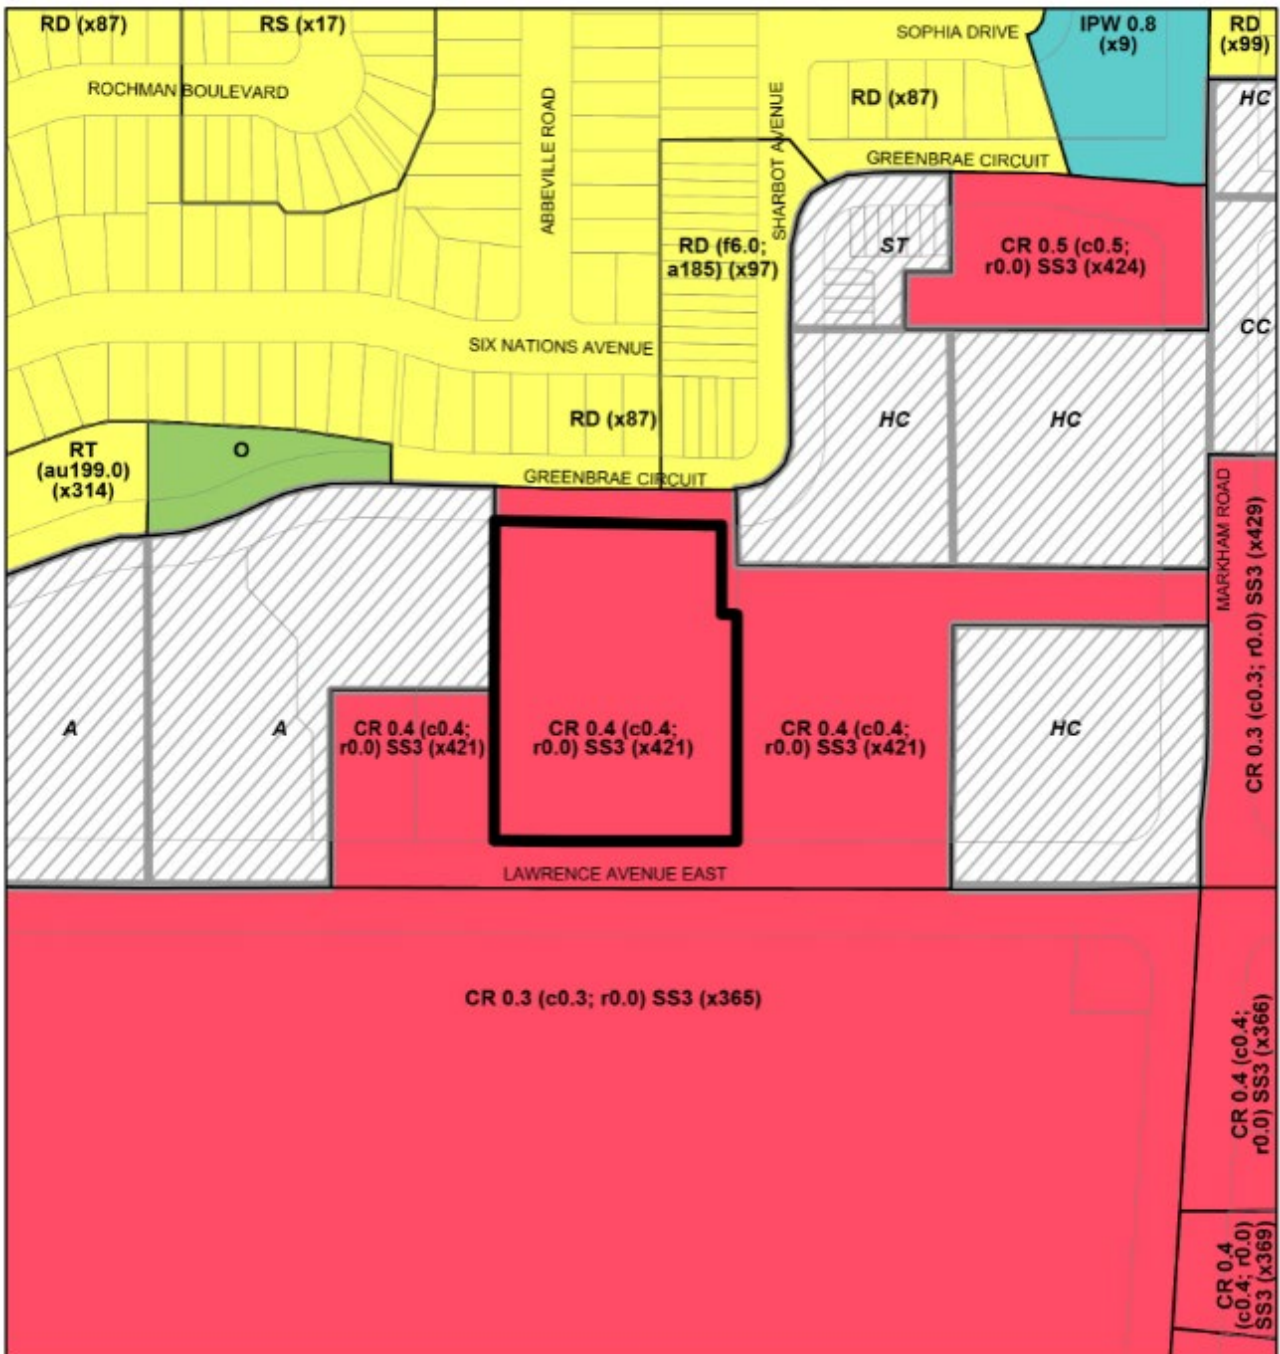 RD (x87)
RS (x17)
SOPHIA DRIVE
IPW 0.8
(x9)
RD
(x99)
ROCHMAN BOULEVARD
ABBEVILLE ROAD
SHARBOT AVENUE
RD (x87)
HC
GREENBRAE CIRCUIT
RD (f6.0;
a185) (x97)
ST
CR 0.5 (c0.5;
r0.0) SS3 (x424)
CC
SIX NATIONS AVENUE
RD (x87)
HC
HC
RT
(au199.0)
(x314)
O
GREENBRAE CIRCUIT
MARKHAM ROAD
CR 0.3 (c0.3; r0.0) SS3 (x429)
A
A
CR 0.4 (c0.4;
r0.0) SS3 (x421)
CR 0.4 (c0.4;
r0.0) SS3 (x421)
CR 0.4 (c0.4;
r0.0) SS3 (x421)
HC
LAWRENCE AVENUE EAST
CR 0.3 (c0.3; r0.0) SS3 (x365)
CR 0.4 (c0.4;
r0.0) SS3 (x366)
CR 0.4
(c0.4; r0.0)
SS3 (x369)